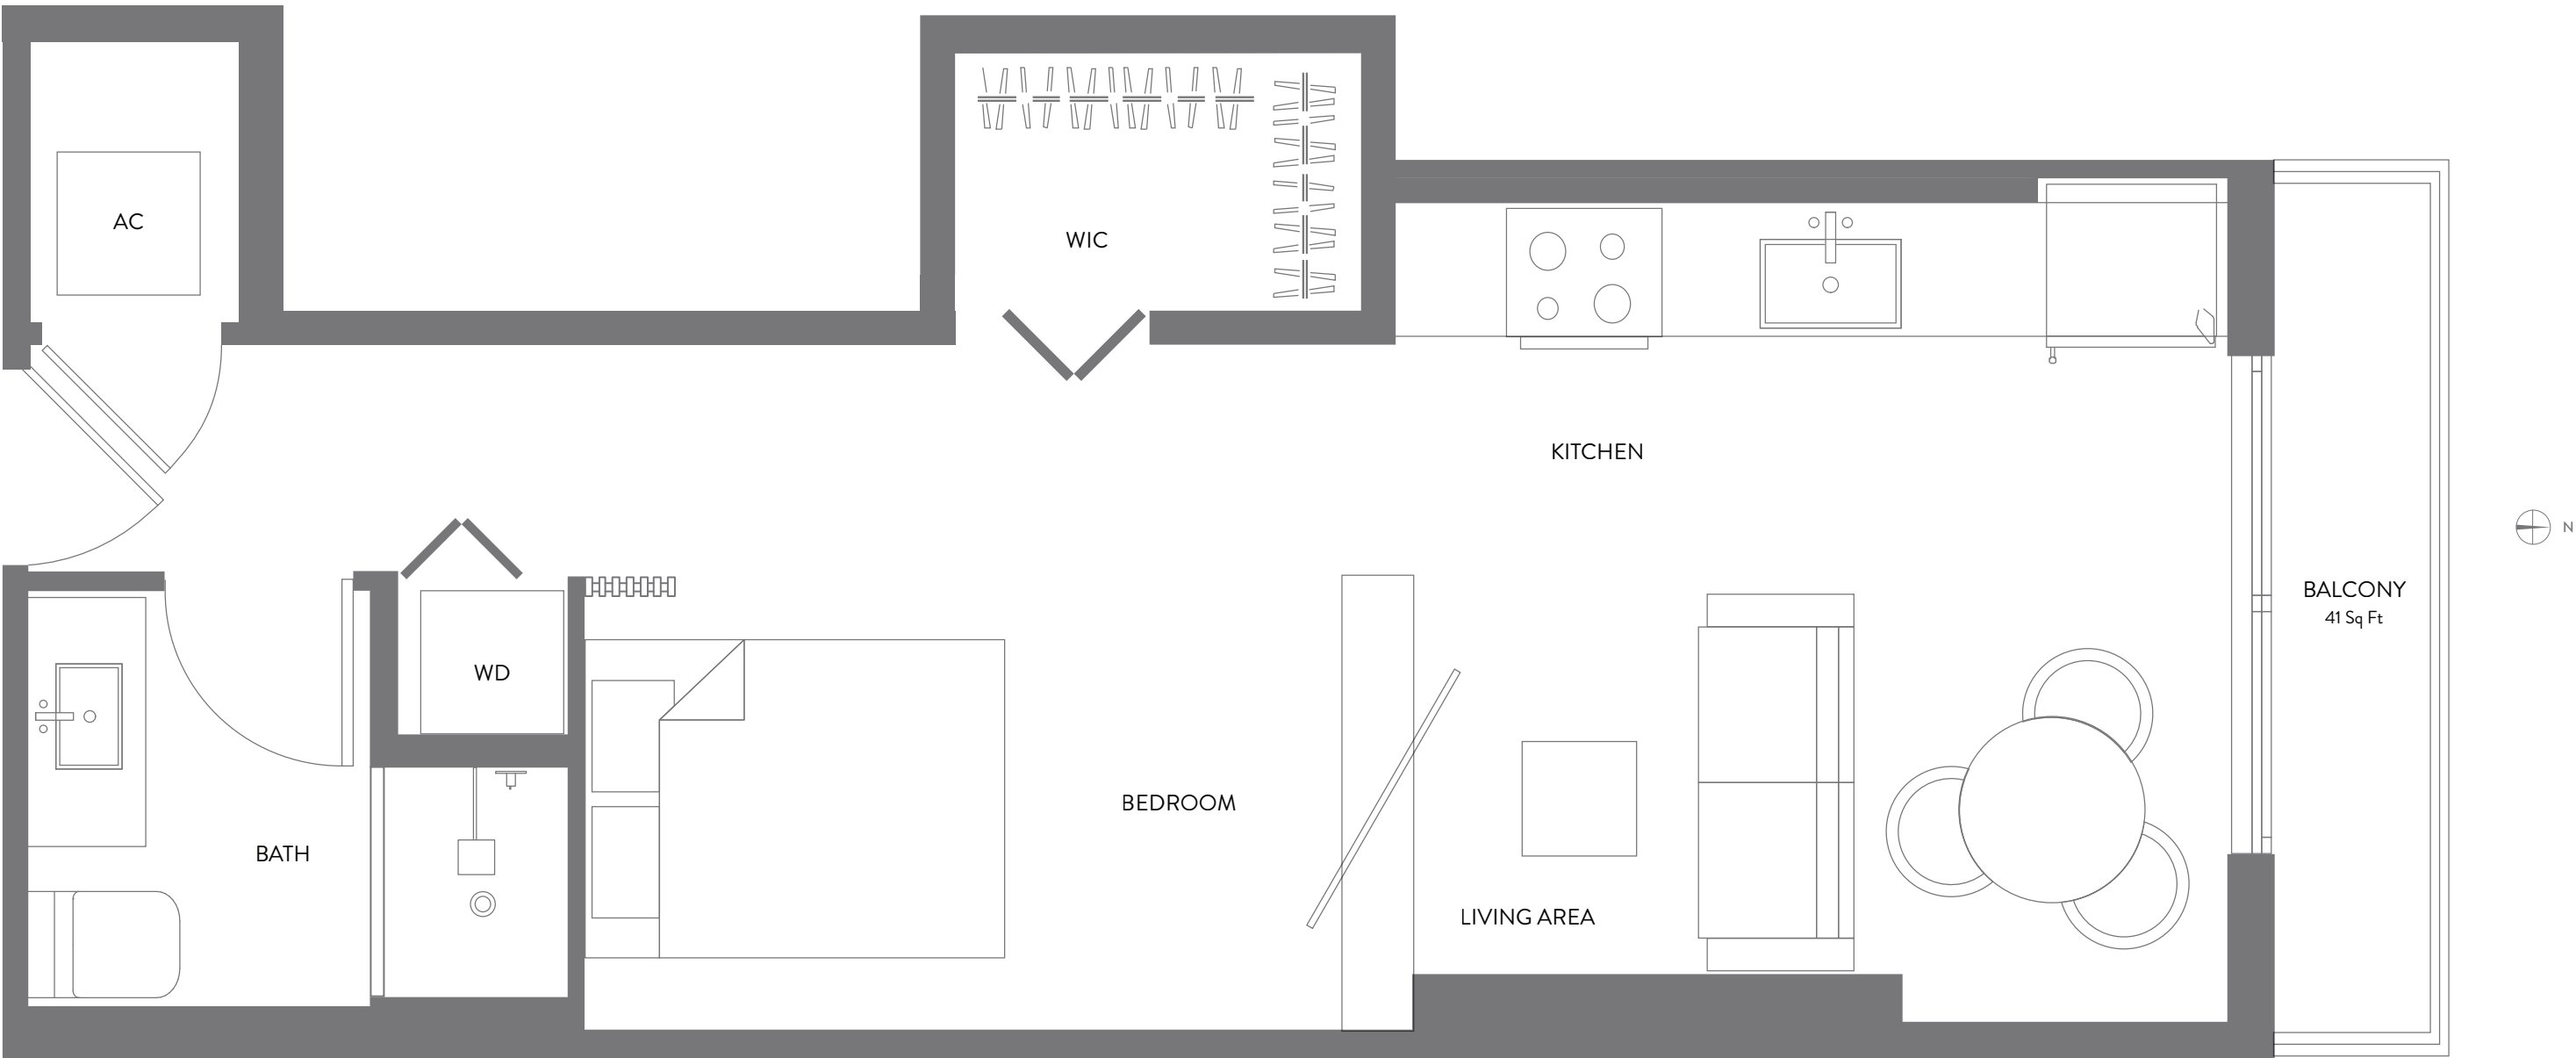 AC
WIC
KITCHEN
N
BALCONY
41 Sq Ft
WD
BEDROOM
BATH
LIVING AREA